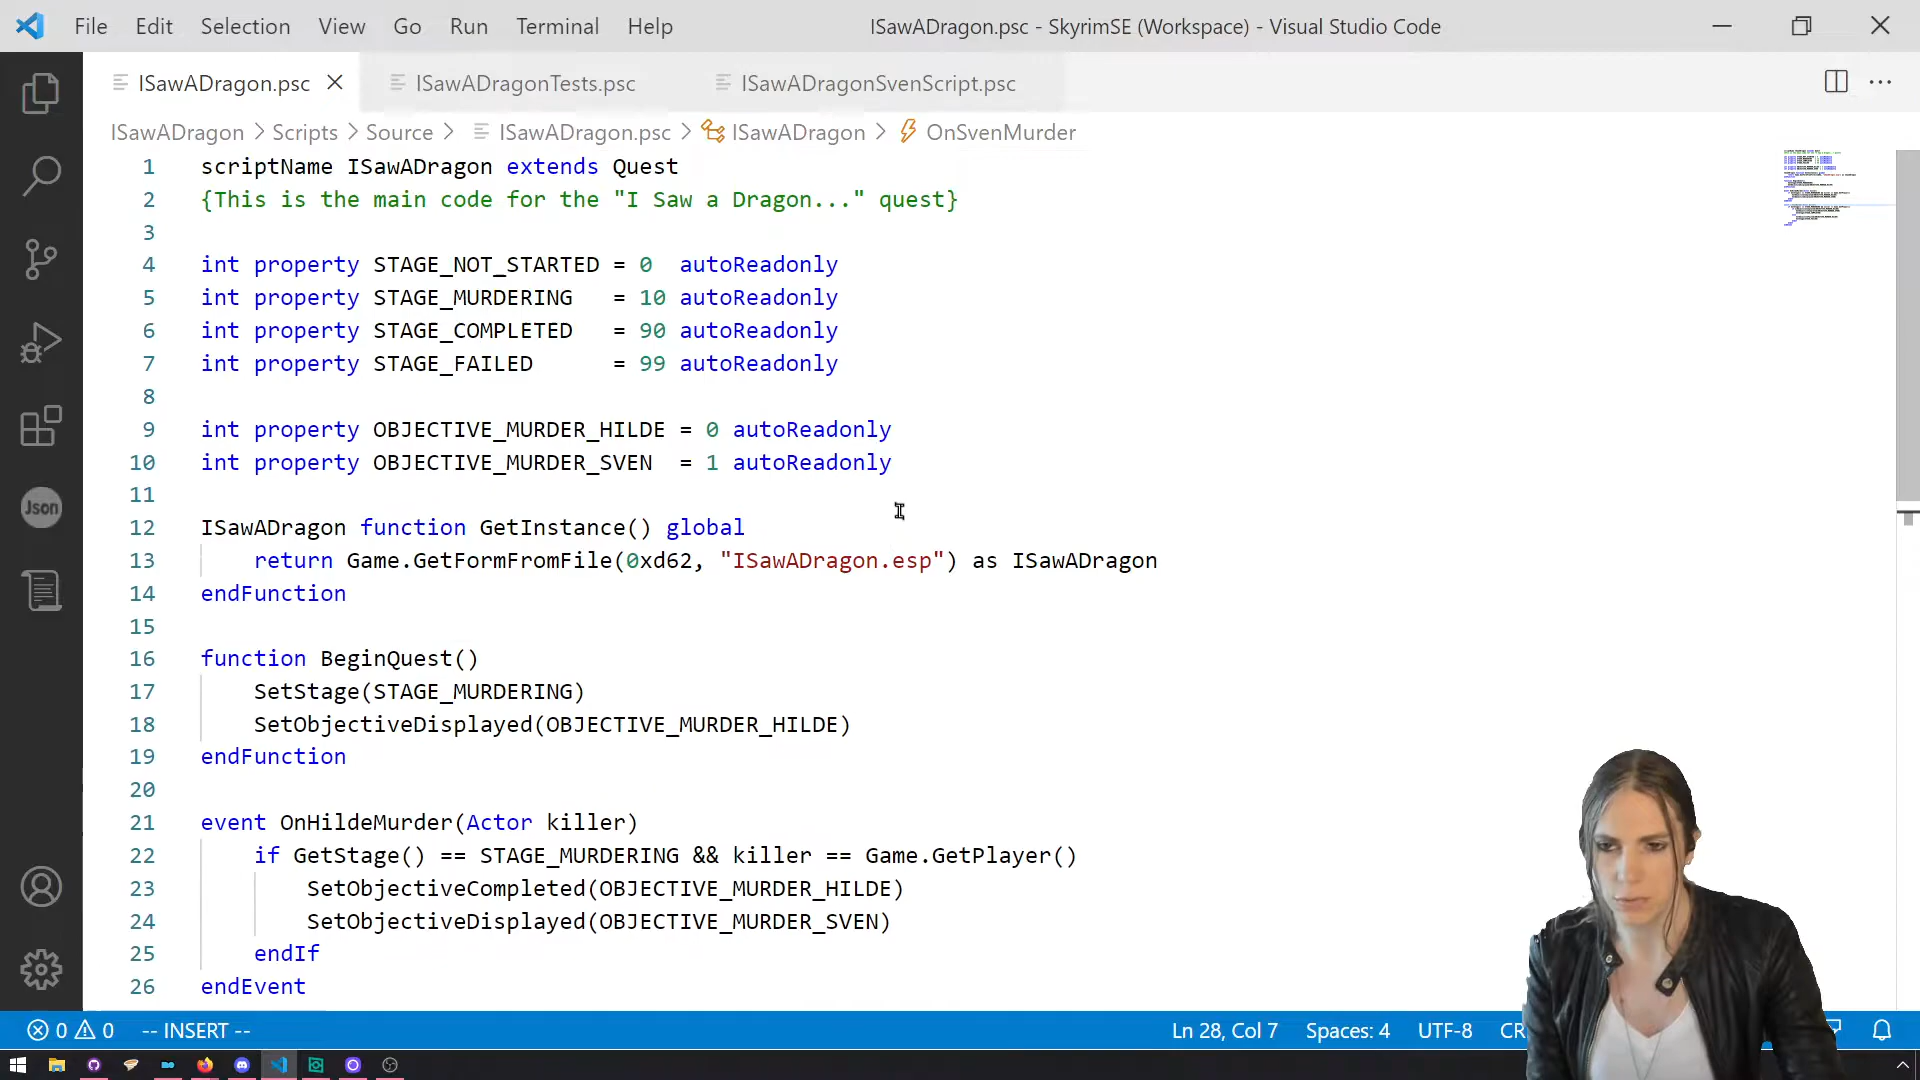 File Edit Selection View Go Run Terminal Help ISawADragon.psc - SkyrimSE (Workspace) - Visual Studio Code
ISawADragon.psc ISawADragonTests.psc ISawADragonSvenScript.psc
ISawADragon > Scripts > Source > ISawADragon.psc > ISawADragon > OnSvenMurder
1 scriptName ISawADragon extends Quest
2 {This is the main code for the "I Saw a Dragon..." quest}
3
4 int property STAGE_NOT_STARTED = 0 autoReadonly
5 int property STAGE_MURDERING = 10 autoReadonly
6 int property STAGE_COMPLETED = 90 autoReadonly
7 int property STAGE_FAILED = 99 autoReadonly
8
9 int property OBJECTIVE_MURDER_HILDE = 0 autoReadonly
10 int property OBJECTIVE_MURDER_SVEN = 1 autoReadonly
11
12 ISawADragon function GetInstance() global
13 return Game.GetFormFromFile(0xd62, "ISawADragon.esp") as ISawADragon
14 endFunction
15
16 function BeginQuest()
17 SetStage(STAGE_MURDERING)
18 SetObjectiveDisplayed(OBJECTIVE_MURDER_HILDE)
19 endFunction
20
21 event OnHildeMurder(Actor killer)
22 if GetStage() == STAGE_MURDERING && killer == Game.GetPlayer()
23 SetObjectiveCompleted(OBJECTIVE_MURDER_HILDE)
24 SetObjectiveDisplayed(OBJECTIVE_MURDER_SVEN)
25 endIf
26 endEvent
Json
0 0 -- INSERT -- Ln 28, Col 7 Spaces: 4 UTF-8 CR